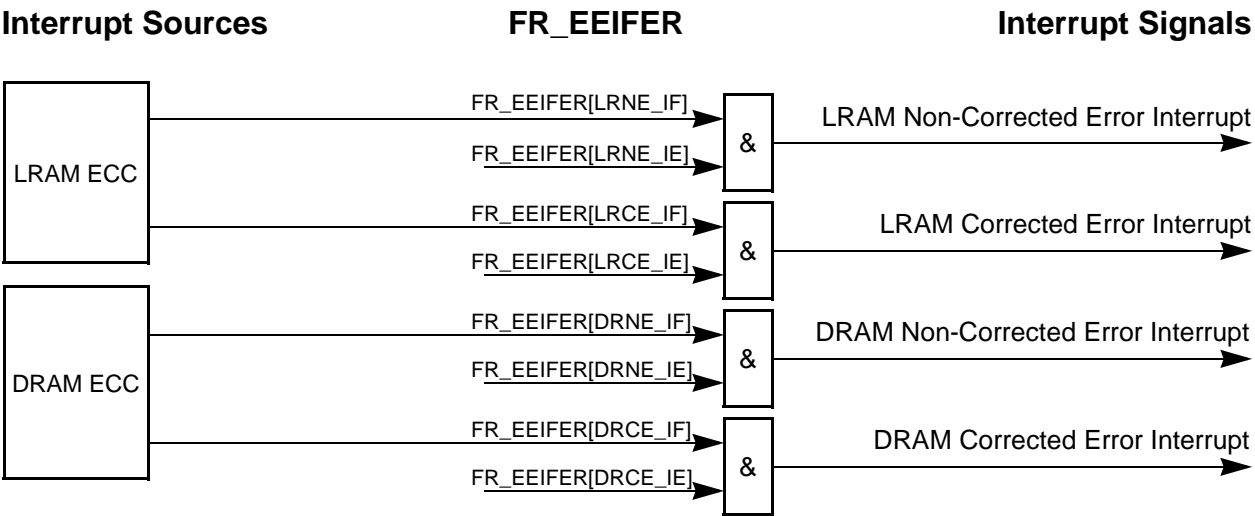 Interrupt Sources FR_EEIFER Interrupt Signals
FR_EEIFER[LRNE_IF]
LRAM Non-Corrected Error Interrupt
&
FR_EEIFER[LRNE_IE]
LRAM ECC
FR_EEIFER[LRCE_IF]
LRAM Corrected Error Interrupt
&
FR_EEIFER[LRCE_IE]
FR_EEIFER[DRNE_IF]
DRAM Non-Corrected Error Interrupt
&
FR_EEIFER[DRNE_IE]
DRAM ECC
FR_EEIFER[DRCE_IF]
DRAM Corrected Error Interrupt
&
FR_EEIFER[DRCE_IE]